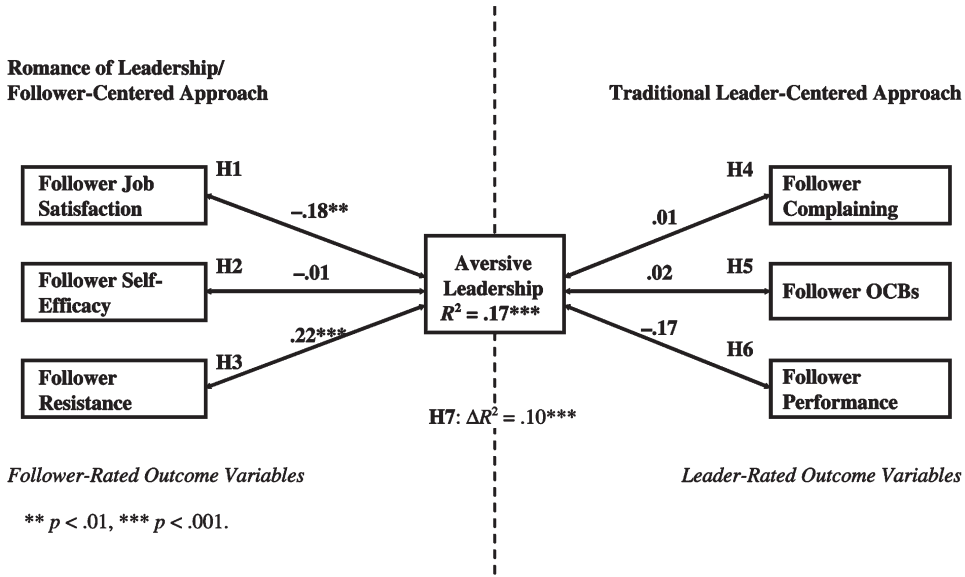 Romance of Leadership/
Follower-Centered Approach
Traditional Leader-Centered Approach
Follower Job
Satisfaction
H1
–.18**
Follower Self-
Efficacy
H2
–.01
Follower
Resistance
H3
.22***
Aversive
Leadership
R² = .17***
H4
.01
Follower
Complaining
H5
.02
Follower OCBs
H6
–.17
Follower
Performance
H7: ΔR² = .10***
Follower-Rated Outcome Variables
Leader-Rated Outcome Variables
** p < .01, *** p < .001.